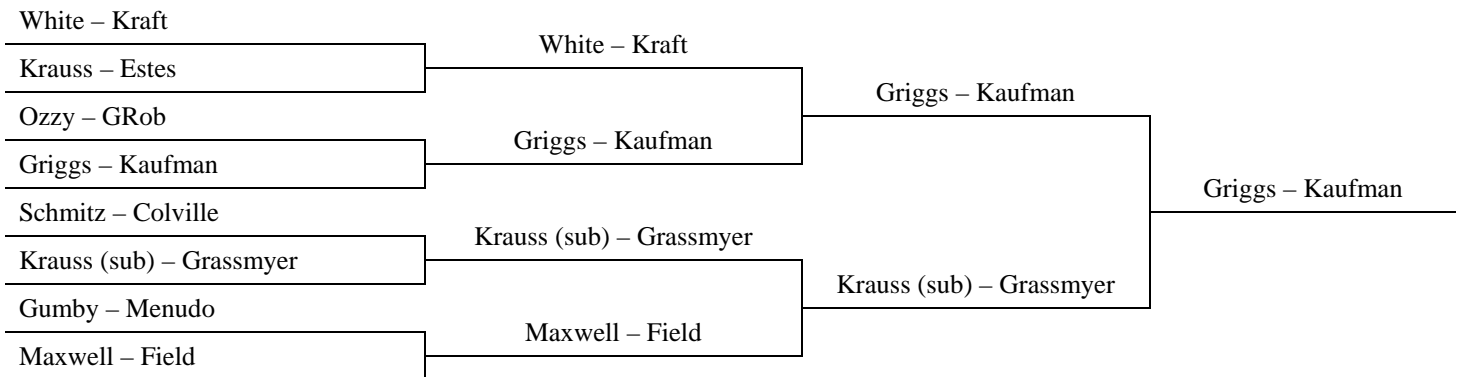 White – Kraft
Krauss – Estes
Ozzy – GRob
Griggs – Kaufman
Schmitz – Colville
Krauss (sub) – Grassmyer
Gumby – Menudo
Maxwell – Field
White – Kraft
Griggs – Kaufman
Krauss (sub) – Grassmyer
Maxwell – Field
Griggs – Kaufman
Krauss (sub) – Grassmyer
Griggs – Kaufman